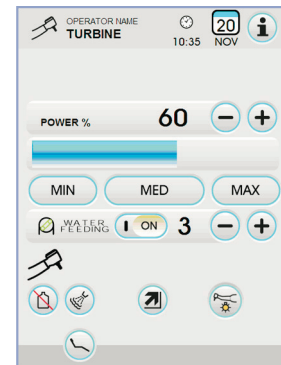 OPERATOR NAME
TURBINE
10:35
20
NOV
i
POWER %
60
MIN MED MAX
WATER FEEDING
ON
3